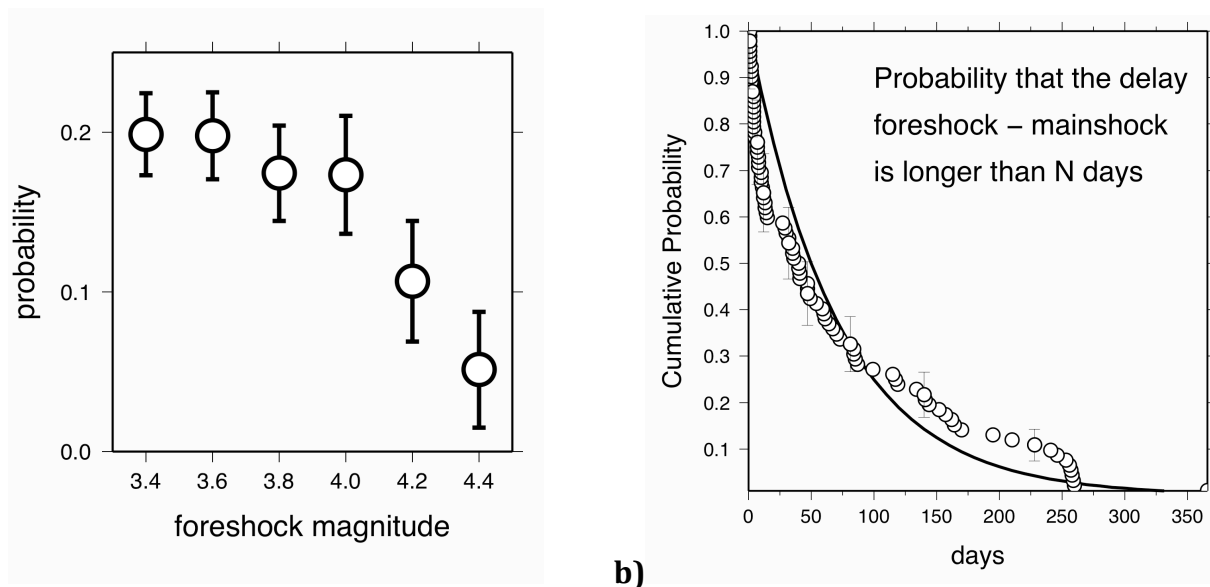 probability
0.2
0.1
0.0
3.4 3.6 3.8 4.0 4.2 4.4
foreshock magnitude
b)
Cumulative Probability
1.0
0.9
0.8
0.7
0.6
0.5
0.4
0.3
0.2
0.1
Probability that the delay
foreshock – mainshock
is longer than N days
0 50 100 150 200 250 300 350
days